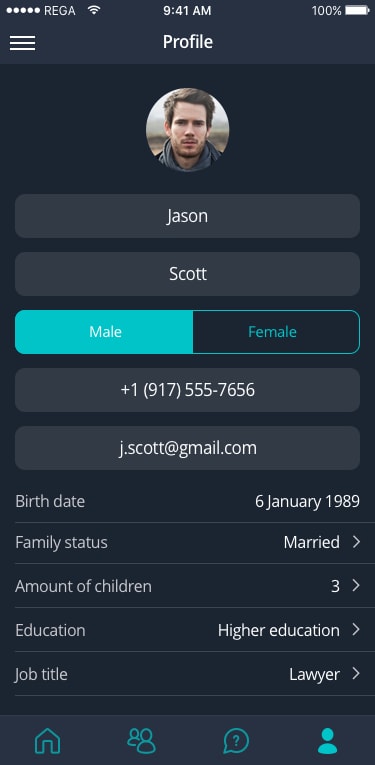 REGA 9:41 AM 100%
Profile
Jason
Scott
Male Female
+1 (917) 555-7656
j.scott@gmail.com
Birth date 6 January 1989
Family status Married
Amount of children 3
Education Higher education
Job title Lawyer
?